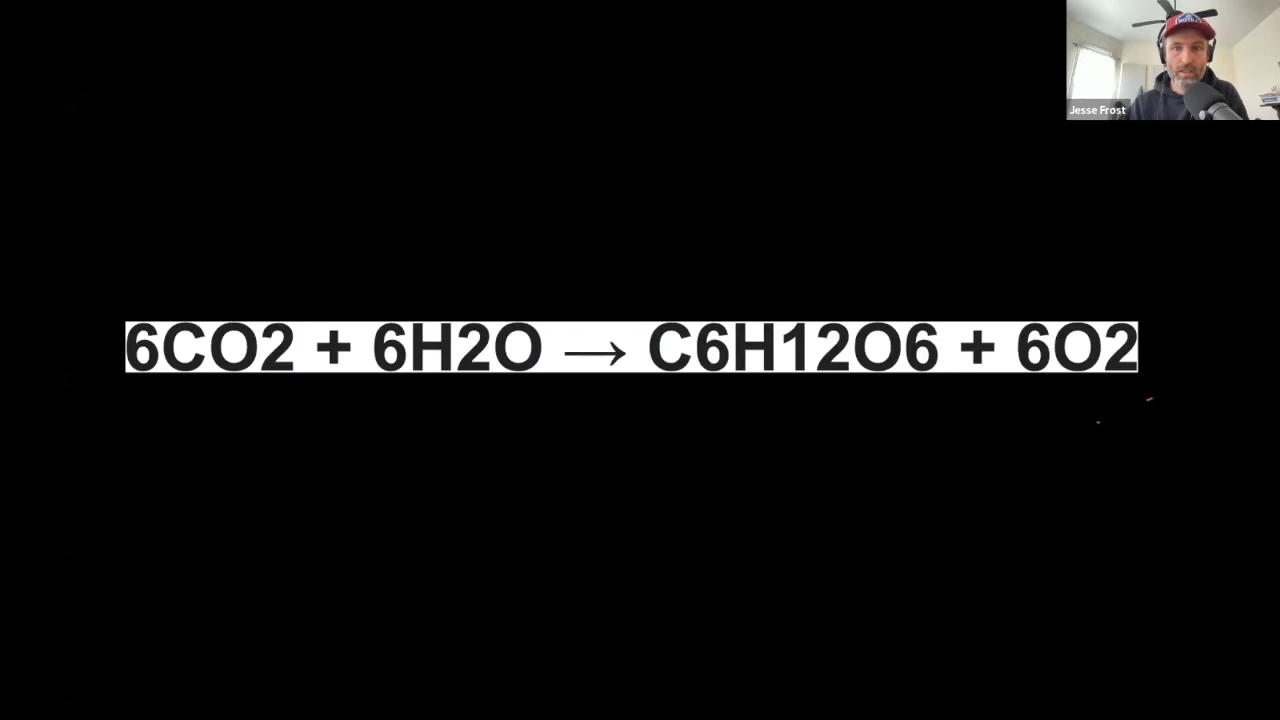 Jesse Frost
6CO2 + 6H2O → C6H12O6 + 6O2